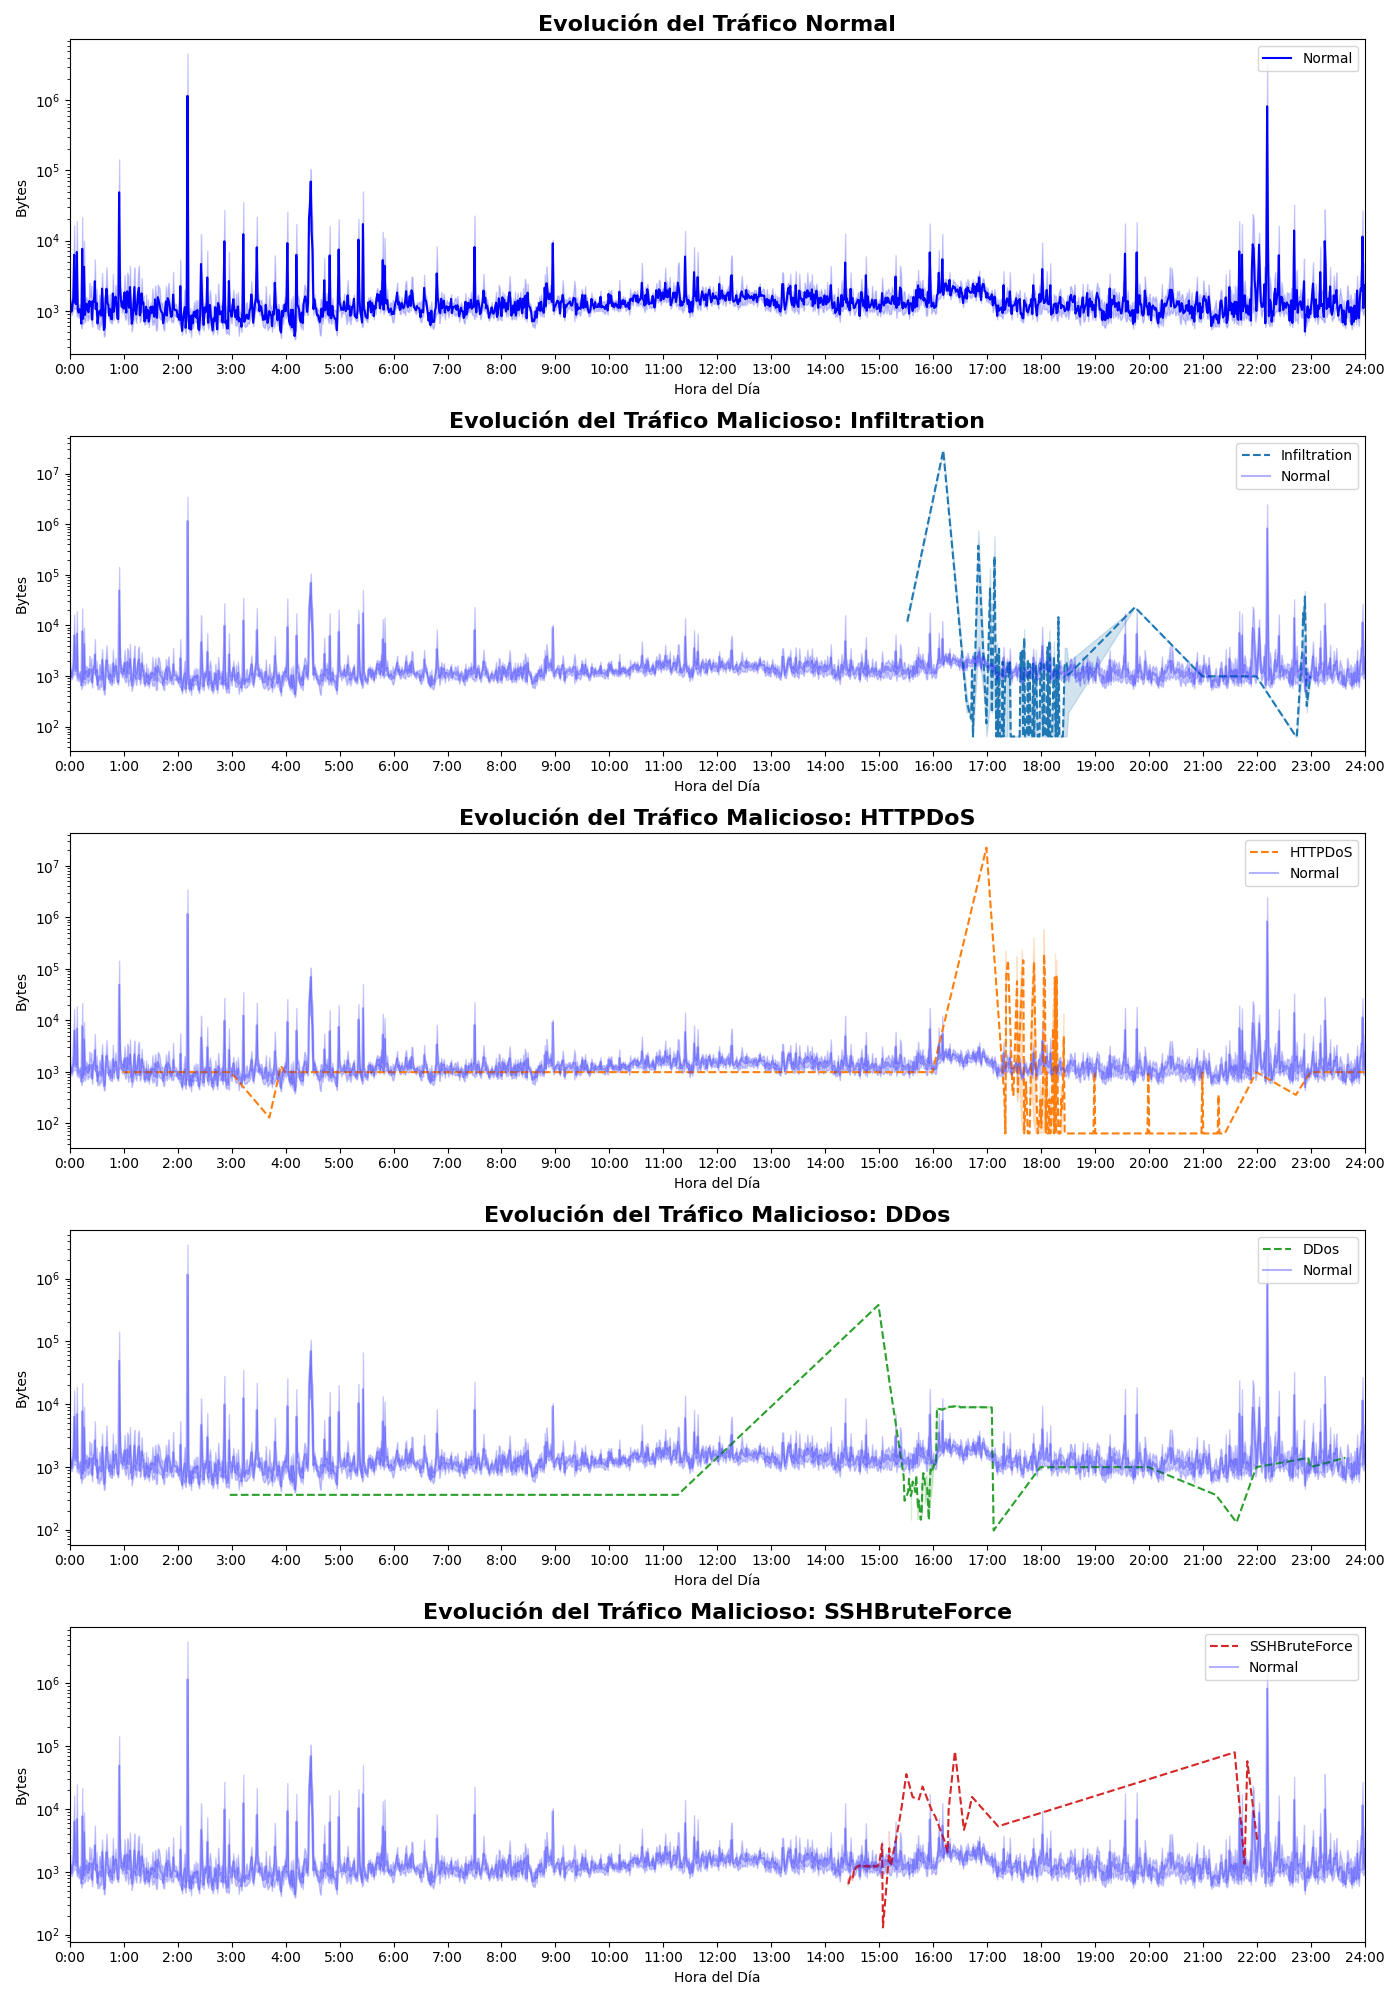 Evolución del Tráfico Normal
Normal
10^6
10^5
10^4
10^3
Bytes
0:00 1:00 2:00 3:00 4:00 5:00 6:00 7:00 8:00 9:00 10:00 11:00 12:00 13:00 14:00 15:00 16:00 17:00 18:00 19:00 20:00 21:00 22:00 23:00 24:00
Hora del Día
Evolución del Tráfico Malicioso: Infiltration
Infiltration
Normal
10^7
10^6
10^5
10^4
10^3
10^2
Bytes
0:00 1:00 2:00 3:00 4:00 5:00 6:00 7:00 8:00 9:00 10:00 11:00 12:00 13:00 14:00 15:00 16:00 17:00 18:00 19:00 20:00 21:00 22:00 23:00 24:00
Hora del Día
Evolución del Tráfico Malicioso: HTTPDoS
HTTPDoS
Normal
10^7
10^6
10^5
10^4
10^3
10^2
Bytes
0:00 1:00 2:00 3:00 4:00 5:00 6:00 7:00 8:00 9:00 10:00 11:00 12:00 13:00 14:00 15:00 16:00 17:00 18:00 19:00 20:00 21:00 22:00 23:00 24:00
Hora del Día
Evolución del Tráfico Malicioso: DDos
DDos
Normal
10^6
10^5
10^4
10^3
10^2
Bytes
0:00 1:00 2:00 3:00 4:00 5:00 6:00 7:00 8:00 9:00 10:00 11:00 12:00 13:00 14:00 15:00 16:00 17:00 18:00 19:00 20:00 21:00 22:00 23:00 24:00
Hora del Día
Evolución del Tráfico Malicioso: SSHBruteForce
SSHBruteForce
Normal
10^6
10^5
10^4
10^3
10^2
Bytes
0:00 1:00 2:00 3:00 4:00 5:00 6:00 7:00 8:00 9:00 10:00 11:00 12:00 13:00 14:00 15:00 16:00 17:00 18:00 19:00 20:00 21:00 22:00 23:00 24:00
Hora del Día